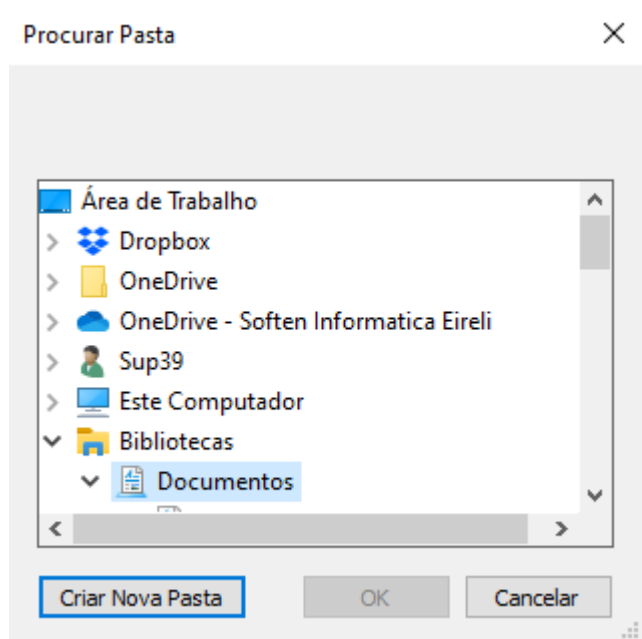 Procurar Pasta
Área de Trabalho
Dropbox
OneDrive
OneDrive - Soften Informatica Eireli
Sup39
Este Computador
Bibliotecas
Documentos
Criar Nova Pasta OK Cancelar